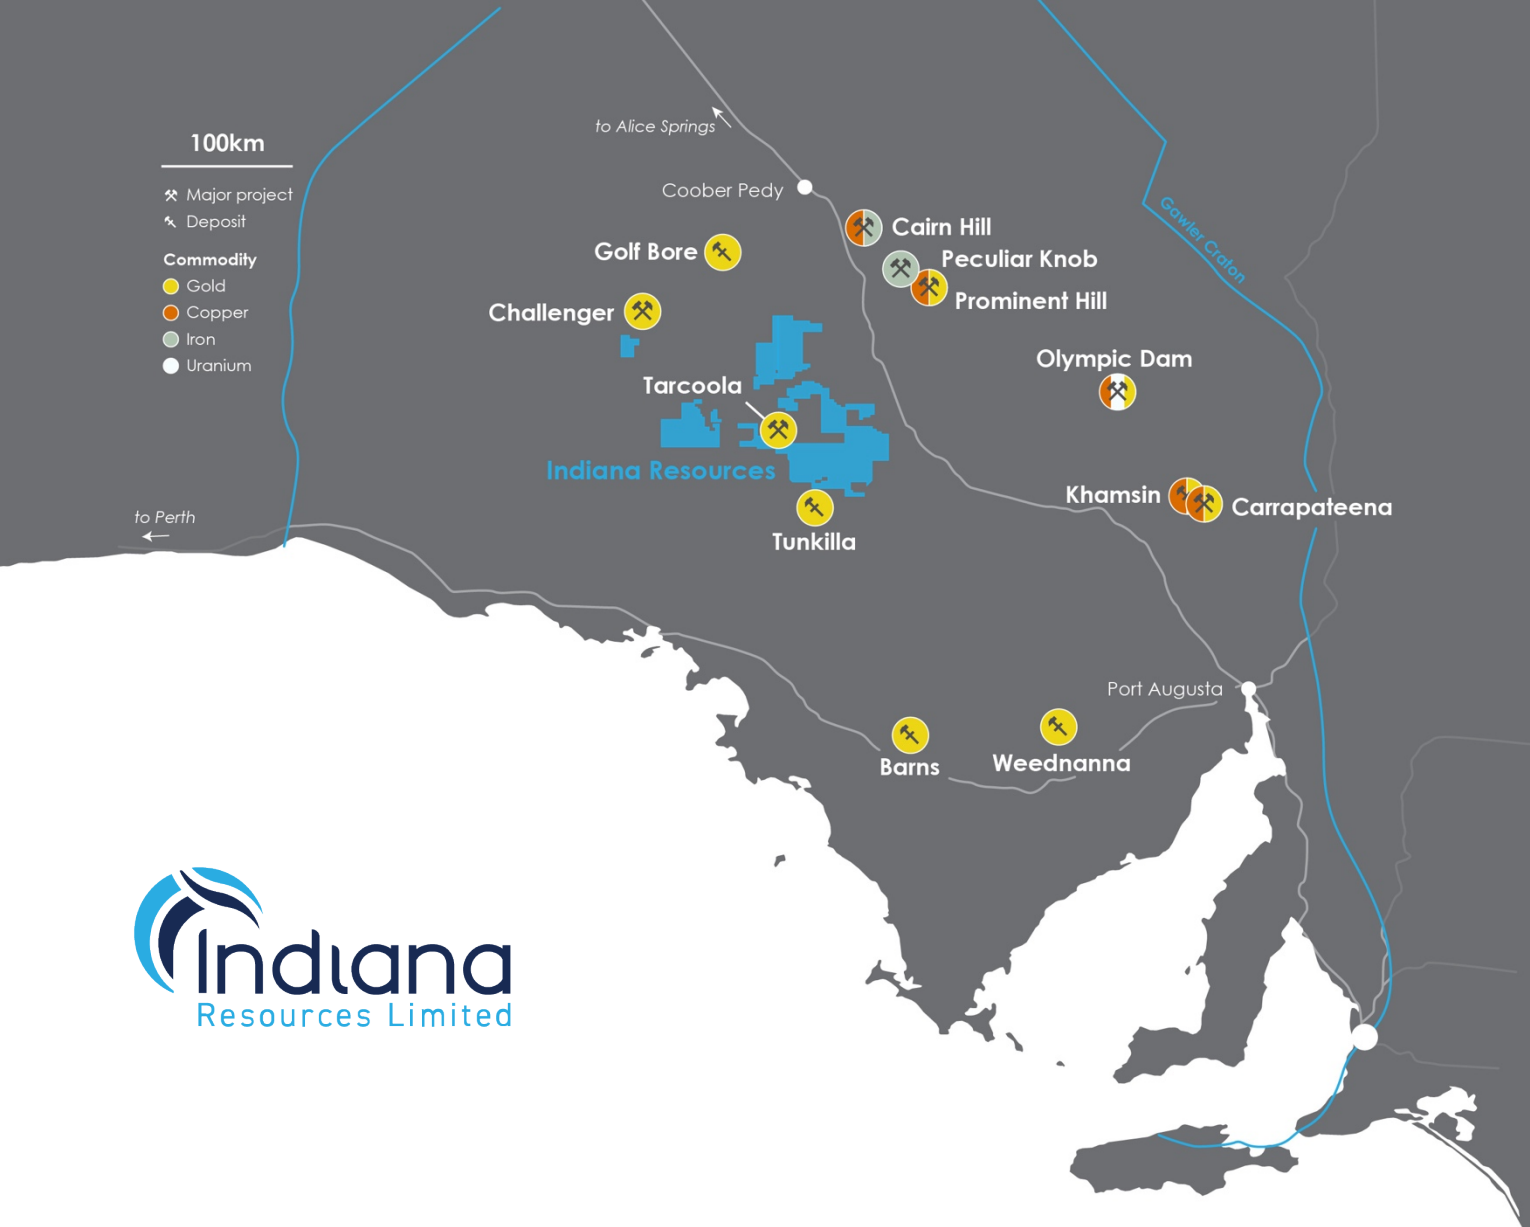 100km
Major project
Deposit
Commodity
Gold
Copper
Iron
Uranium
to Alice Springs
Coober Pedy
Cairn Hill
Golf Bore
Peculiar Knob
Prominent Hill
Challenger
Gawler Craton
Olympic Dam
Tarcoola
Indiana Resources
Khamsin
Carrapateena
to Perth
Tunkilla
Port Augusta
Barns
Weednanna
Indiana
Resources Limited